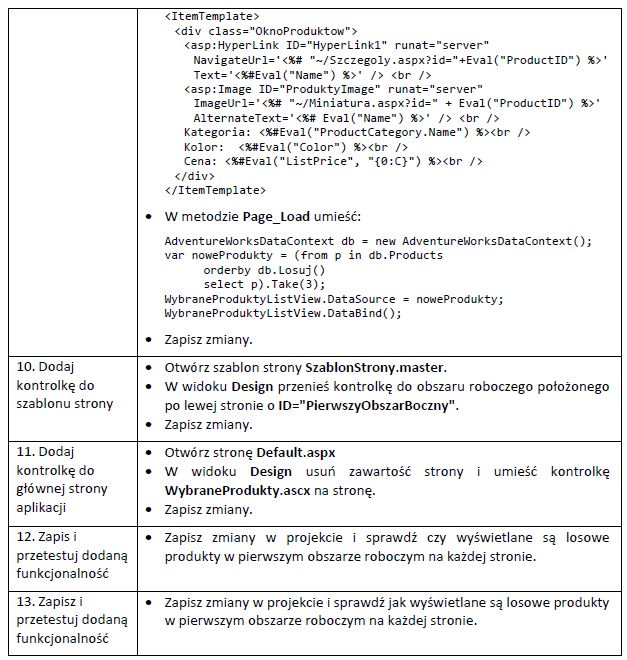 <ItemTemplate>
<div class="OknoProduktow">
<asp:HyperLink ID="HyperLink1" runat="server"
NavigateUrl='<%# "~/Szczegoly.aspx?id="+Eval("ProductID") %>'
Text='<%#Eval("Name") %>' /> <br />
<asp:Image ID="ProduktyImage" runat="server"
ImageUrl='<%# "~/Miniatura.aspx?id=" + Eval("ProductID") %>'
AlternateText='<%# Eval("Name") %>' /> <br />
Kategoria: <%#Eval("ProductCategory.Name") %><br />
Kolor: <%#Eval("Color") %><br />
Cena: <%#Eval("ListPrice", "{0:C}") %><br />
</div>
</ItemTemplate>
• W metodzie Page_Load umieść:
AdventureWorksDataContext db = new AdventureWorksDataContext();
var noweProdukty = (from p in db.Products
orderby db.Losuj()
select p).Take(3);
WybraneProduktyListView.DataSource = noweProdukty;
WybraneProduktyListView.DataBind();
• Zapisz zmiany.
10. Dodaj
kontrolkę do
szablonu strony
• Otwórz szablon strony SzablonStrony.master.
• W widoku Design przenieś kontrolkę do obszaru roboczego położonego
po lewej stronie o ID="PierwszyObszarBoczny".
• Zapisz zmiany.
11. Dodaj
kontrolkę do
głównej strony
aplikacji
• Otwórz stronę Default.aspx
• W widoku Design usuń zawartość strony i umieść kontrolkę
WybraneProdukty.ascx na stronę.
• Zapisz zmiany.
12. Zapis i
przetestuj dodaną
funkcjonalność
• Zapisz zmiany w projekcie i sprawdź czy wyświetlane są losowe
produkty w pierwszym obszarze roboczym na każdej stronie.
13. Zapisz i
przetestuj dodaną
funkcjonalność
• Zapisz zmiany w projekcie i sprawdź jak wyświetlane są losowe produkty
w pierwszym obszarze roboczym na każdej stronie.